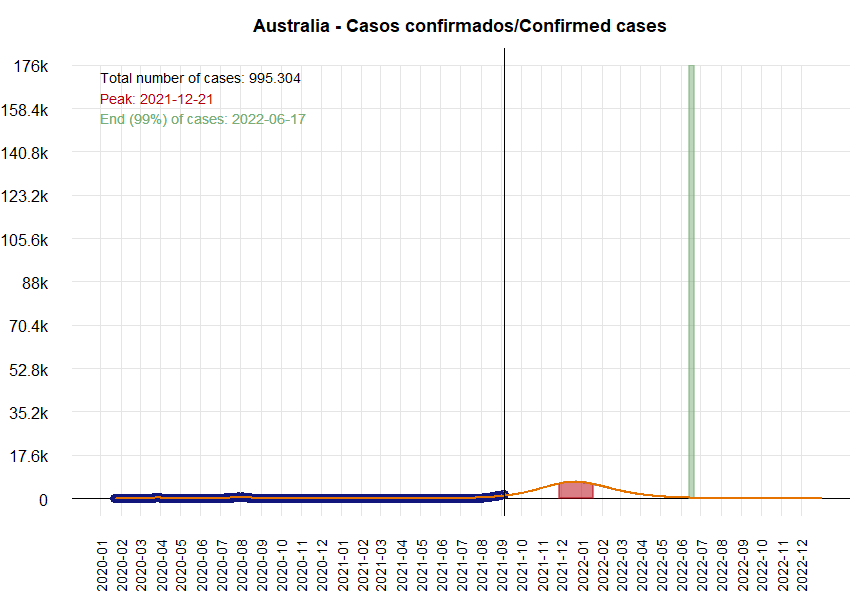 Australia - Casos confirmados/Confirmed cases
176k
158.4k
140.8k
123.2k
105.6k
88k
70.4k
52.8k
35.2k
17.6k
0
Total number of cases: 995.304
Peak: 2021-12-21
End (99%) of cases: 2022-06-17
2020-01
2020-02
2020-03
2020-04
2020-05
2020-06
2020-07
2020-08
2020-09
2020-10
2020-11
2020-12
2021-01
2021-02
2021-03
2021-04
2021-05
2021-06
2021-07
2021-08
2021-09
2021-10
2021-11
2021-12
2022-01
2022-02
2022-03
2022-04
2022-05
2022-06
2022-07
2022-08
2022-09
2022-10
2022-11
2022-12